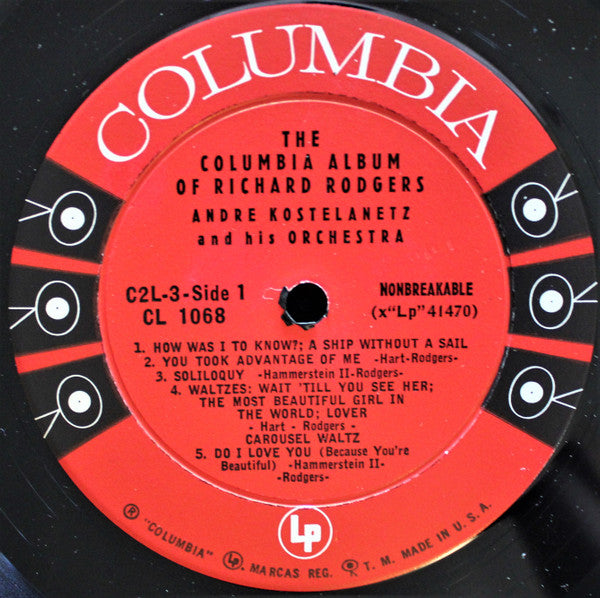 COLUMBIA
THE
COLUMBIA ALBUM
OF RICHARD RODGERS
ANDRE KOSTELANETZ
and his ORCHESTRA
C2L-3-Side 1
CL 1068
NONBREAKABLE
(x"Lp"41470)
1. HOW WAS I TO KNOW?; A SHIP WITHOUT A SAIL
2. YOU TOOK ADVANTAGE OF ME -Hart-Rodgers-
3. SOLILOQUY -Hammerstein II-Rodgers-
4. WALTZES: WAIT 'TILL YOU SEE HER;
THE MOST BEAUTIFUL GIRL IN
THE WORLD; LOVER
- Hart - Rodgers -
CAROUSEL WALTZ
5. DO I LOVE YOU (Because You're
Beautiful) -Hammerstein II-
-Rodgers-
Lp
® "COLUMBIA" Lp. MARCAS REG. T. M. MADE IN U. S. A.